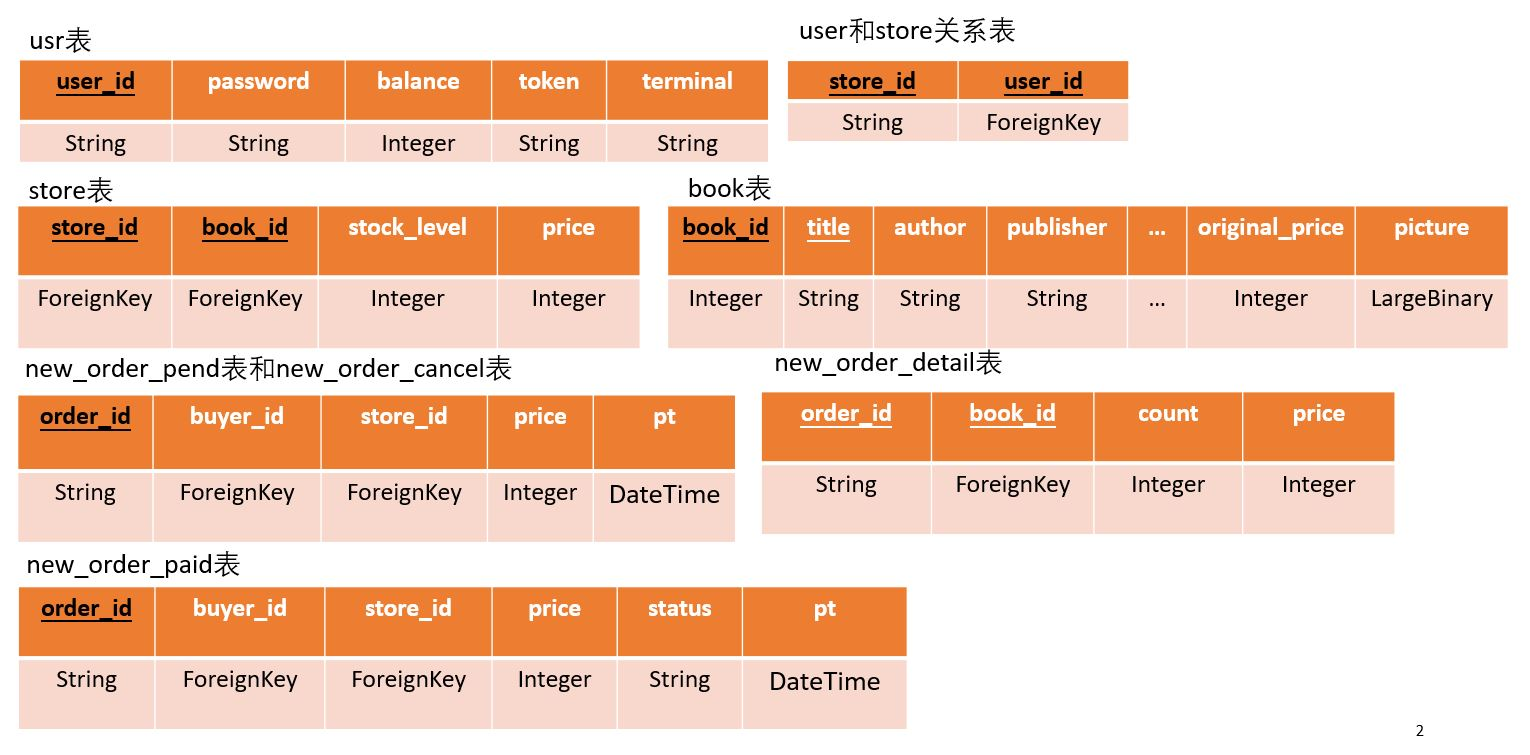 usr表
user_id password balance token terminal
String String Integer String String
user和store关系表
store_id user_id
String ForeignKey
store表
store_id book_id stock_level price
ForeignKey ForeignKey Integer Integer
book表
book_id title author publisher ... original_price picture
Integer String String String ... Integer LargeBinary
new_order_pend表和new_order_cancel表
order_id buyer_id store_id price pt
String ForeignKey ForeignKey Integer DateTime
new_order_detail表
order_id book_id count price
String ForeignKey Integer Integer
new_order_paid表
order_id buyer_id store_id price status pt
String ForeignKey ForeignKey Integer String DateTime
2